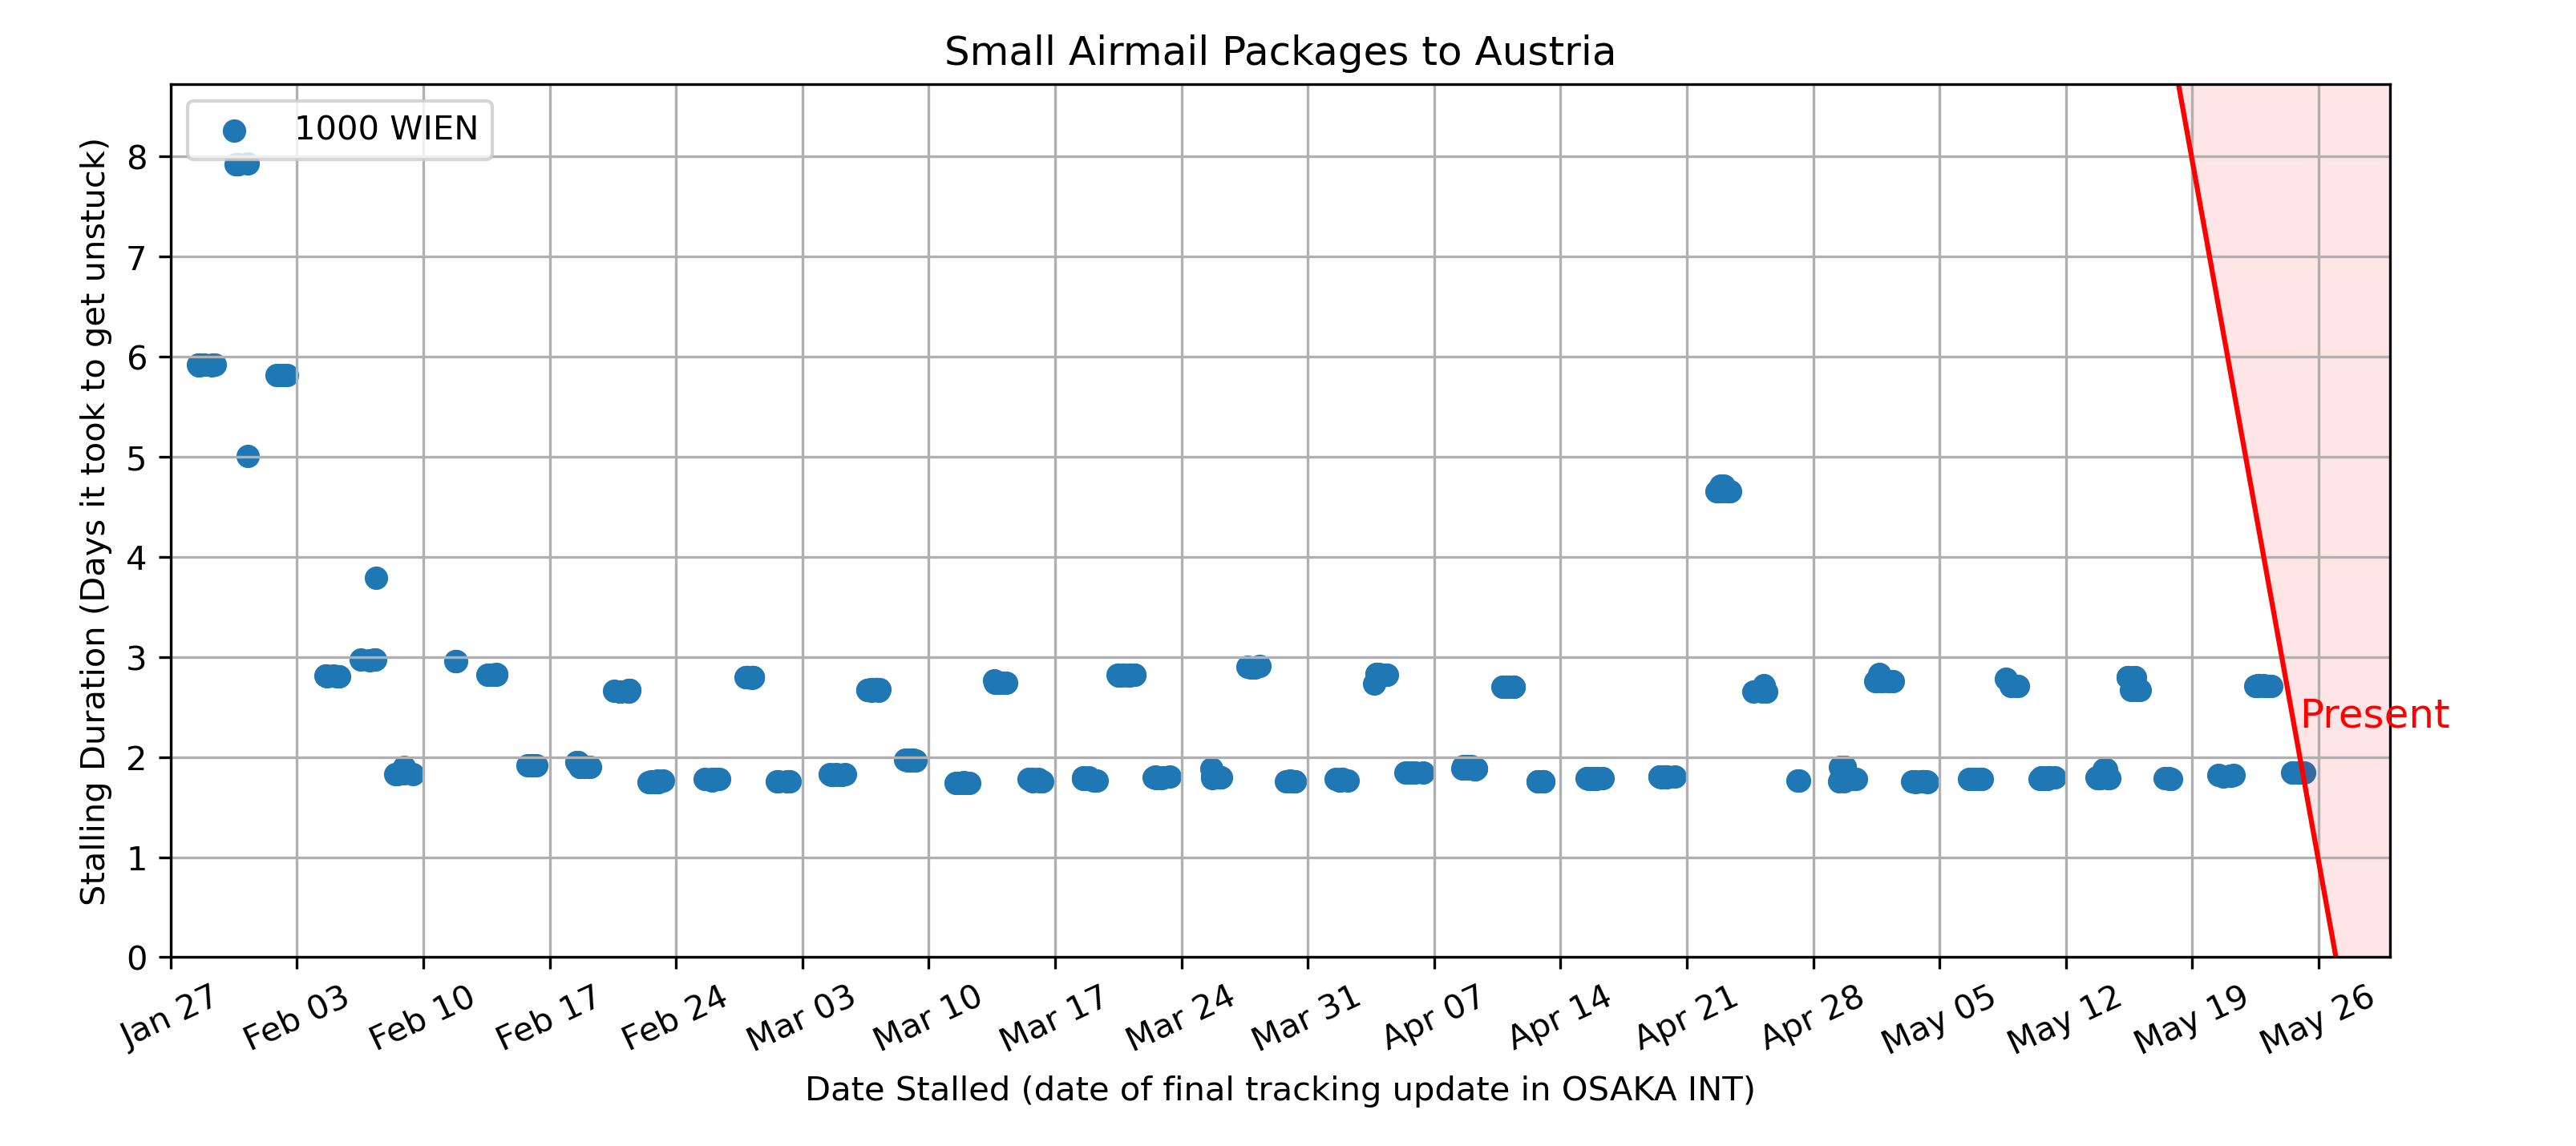 Small Airmail Packages to Austria
1000 WIEN
Stalling Duration (Days it took to get unstuck)
8
7
6
5
4
3
2
1
0
Present
Jan 27
Feb 03
Feb 10
Feb 17
Feb 24
Mar 03
Mar 10
Mar 17
Mar 24
Mar 31
Apr 07
Apr 14
Apr 21
Apr 28
May 05
May 12
May 19
May 26
Date Stalled (date of final tracking update in OSAKA INT)